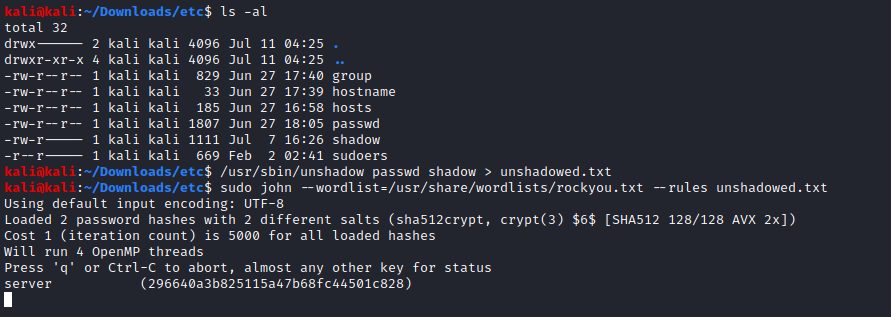 kali@kali:~/Downloads/etc$ ls -al
total 32
drwx------ 2 kali kali 4096 Jul 11 04:25 .
drwxr-xr-x 4 kali kali 4096 Jul 11 04:25 ..
-rw-r--r-- 1 kali kali  829 Jun 27 17:40 group
-rw-r--r-- 1 kali kali   33 Jun 27 17:39 hostname
-rw-r--r-- 1 kali kali  185 Jun 27 16:58 hosts
-rw-r--r-- 1 kali kali 1807 Jun 27 18:05 passwd
-rw-r----- 1 kali kali 1111 Jul  7 16:26 shadow
-r--r----- 1 kali kali  669 Feb  2 02:41 sudoers
kali@kali:~/Downloads/etc$ /usr/sbin/unshadow passwd shadow > unshadowed.txt
kali@kali:~/Downloads/etc$ sudo john --wordlist=/usr/share/wordlists/rockyou.txt --rules unshadowed.txt
Using default input encoding: UTF-8
Loaded 2 password hashes with 2 different salts (sha512crypt, crypt(3) $6$ [SHA512 128/128 AVX 2x])
Cost 1 (iteration count) is 5000 for all loaded hashes
Will run 4 OpenMP threads
Press 'q' or Ctrl-C to abort, almost any other key for status
server           (296640a3b825115a47b68fc44501c828)